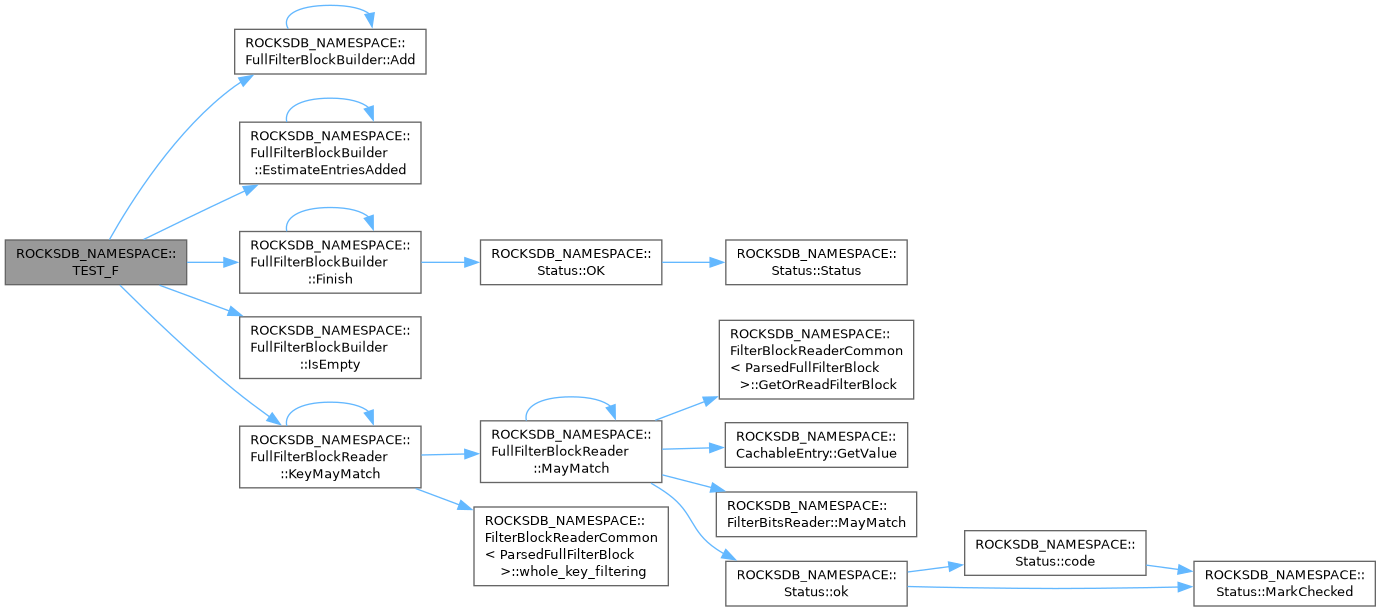 ROCKSDB_NAMESPACE::
TEST_F
ROCKSDB_NAMESPACE::
FullFilterBlockBuilder::Add
ROCKSDB_NAMESPACE::
FullFilterBlockBuilder
::EstimateEntriesAdded
ROCKSDB_NAMESPACE::
FullFilterBlockBuilder
::Finish
ROCKSDB_NAMESPACE::
Status::OK
ROCKSDB_NAMESPACE::
Status::Status
ROCKSDB_NAMESPACE::
FullFilterBlockBuilder
::IsEmpty
ROCKSDB_NAMESPACE::
FullFilterBlockReader
::KeyMayMatch
ROCKSDB_NAMESPACE::
FullFilterBlockReader
::MayMatch
ROCKSDB_NAMESPACE::
FilterBlockReaderCommon
< ParsedFullFilterBlock
>::GetOrReadFilterBlock
ROCKSDB_NAMESPACE::
CachableEntry::GetValue
ROCKSDB_NAMESPACE::
FilterBitsReader::MayMatch
ROCKSDB_NAMESPACE::
Status::ok
ROCKSDB_NAMESPACE::
Status::code
ROCKSDB_NAMESPACE::
Status::MarkChecked
ROCKSDB_NAMESPACE::
FilterBlockReaderCommon
< ParsedFullFilterBlock
>::whole_key_filtering